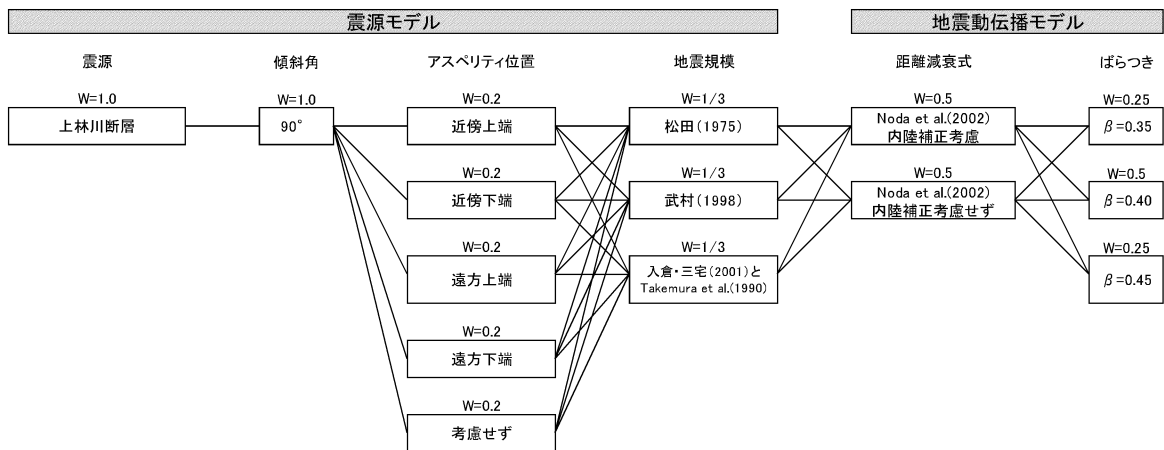 震源モデル
地震動伝播モデル
震源
傾斜角
アスペリティ位置
地震規模
距離減衰式
ばらつき
W=1.0
上林川断層
W=1.0
90°
W=0.2
近傍上端
W=0.2
近傍下端
W=0.2
遠方上端
W=0.2
遠方下端
W=0.2
考慮せず
W=1/3
松田(1975)
W=1/3
武村(1998)
W=1/3
入倉・三宅(2001)と
Takemura et al.(1990)
W=0.5
Noda et al.(2002)
内陸補正考慮
W=0.5
Noda et al.(2002)
内陸補正考慮せず
W=0.25
β=0.35
W=0.5
β=0.40
W=0.25
β=0.45